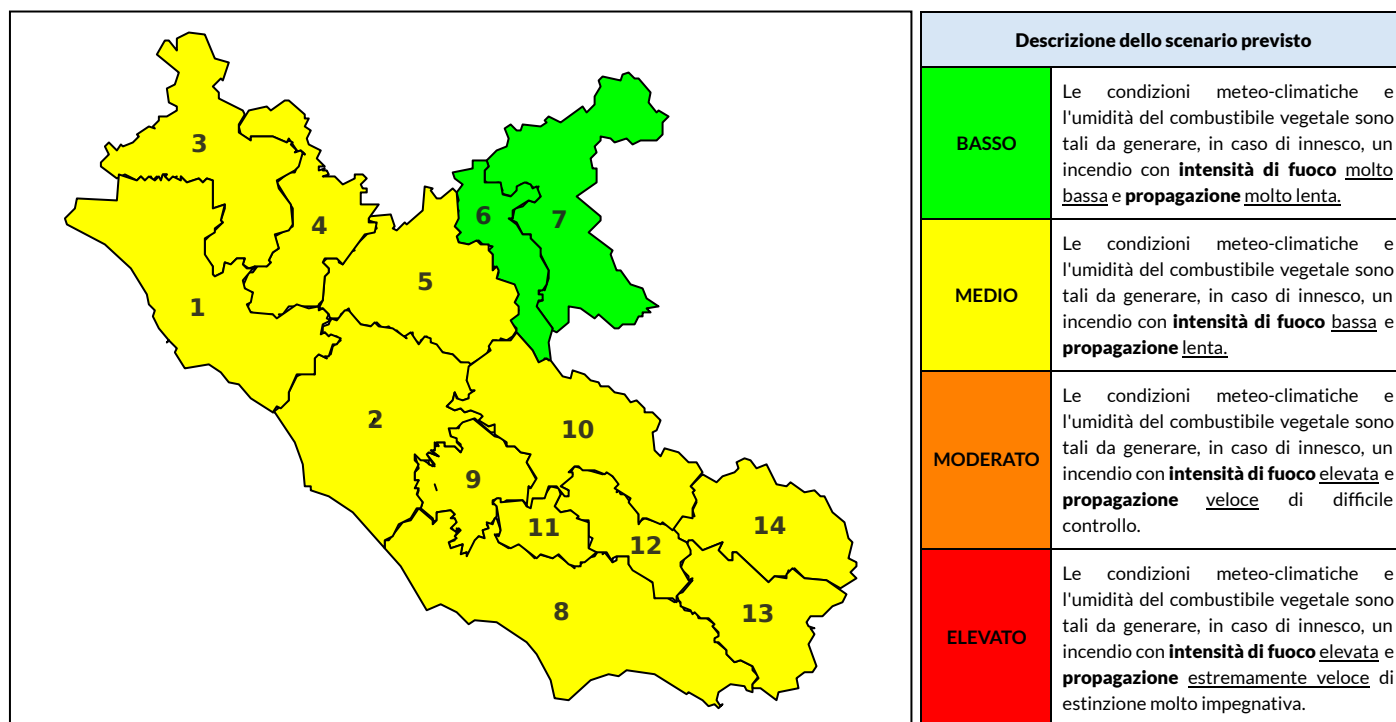 3
4
6
7
5
1
2
10
9
11
12
14
8
13
Descrizione dello scenario previsto
BASSO
Le condizioni meteo-climatiche e
l'umidità del combustibile vegetale sono
tali da generare, in caso di innesco, un
incendio con intensità di fuoco molto
bassa e propagazione molto lenta.
MEDIO
Le condizioni meteo-climatiche e
l'umidità del combustibile vegetale sono
tali da generare, in caso di innesco, un
incendio con intensità di fuoco bassa e
propagazione lenta.
MODERATO
Le condizioni meteo-climatiche e
l'umidità del combustibile vegetale sono
tali da generare, in caso di innesco, un
incendio con intensità di fuoco elevata e
propagazione veloce di difficile
controllo.
ELEVATO
Le condizioni meteo-climatiche e
l'umidità del combustibile vegetale sono
tali da generare, in caso di innesco, un
incendio con intensità di fuoco elevata e
propagazione estremamente veloce di
estinzione molto impegnativa.